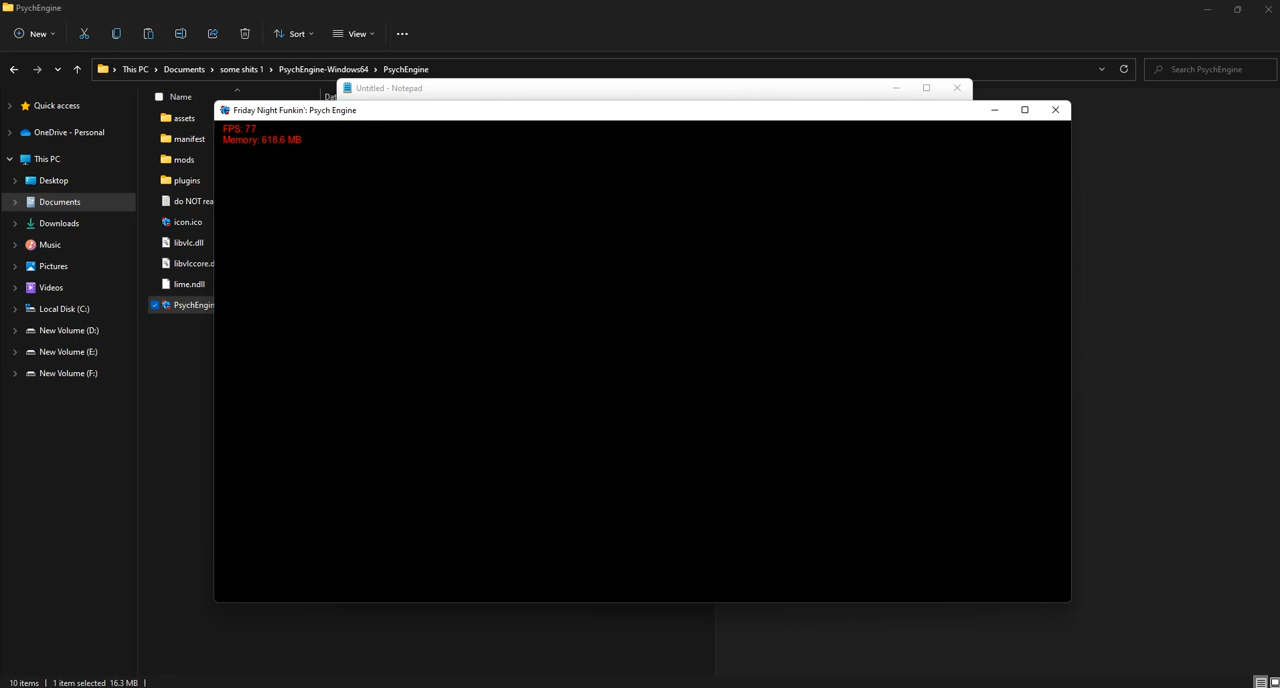 PsychEngine
New
Sort
View
This PC > Documents > some shits 1 > PsychEngine-Windows64 > PsychEngine
Search PsychEngine
Untitled - Notepad
Friday Night Funkin': Psych Engine
FPS: 77
Memory: 618.6 MB
Quick access
OneDrive - Personal
This PC
Desktop
Documents
Downloads
Music
Pictures
Videos
Local Disk (C:)
New Volume (D:)
New Volume (E:)
New Volume (F:)
Name
Dat
assets
manifest
mods
plugins
do NOT rea
icon.ico
libvlc.dll
libvlccore.d
lime.ndll
PsychEngin
10 items | 1 item selected 16.3 MB |